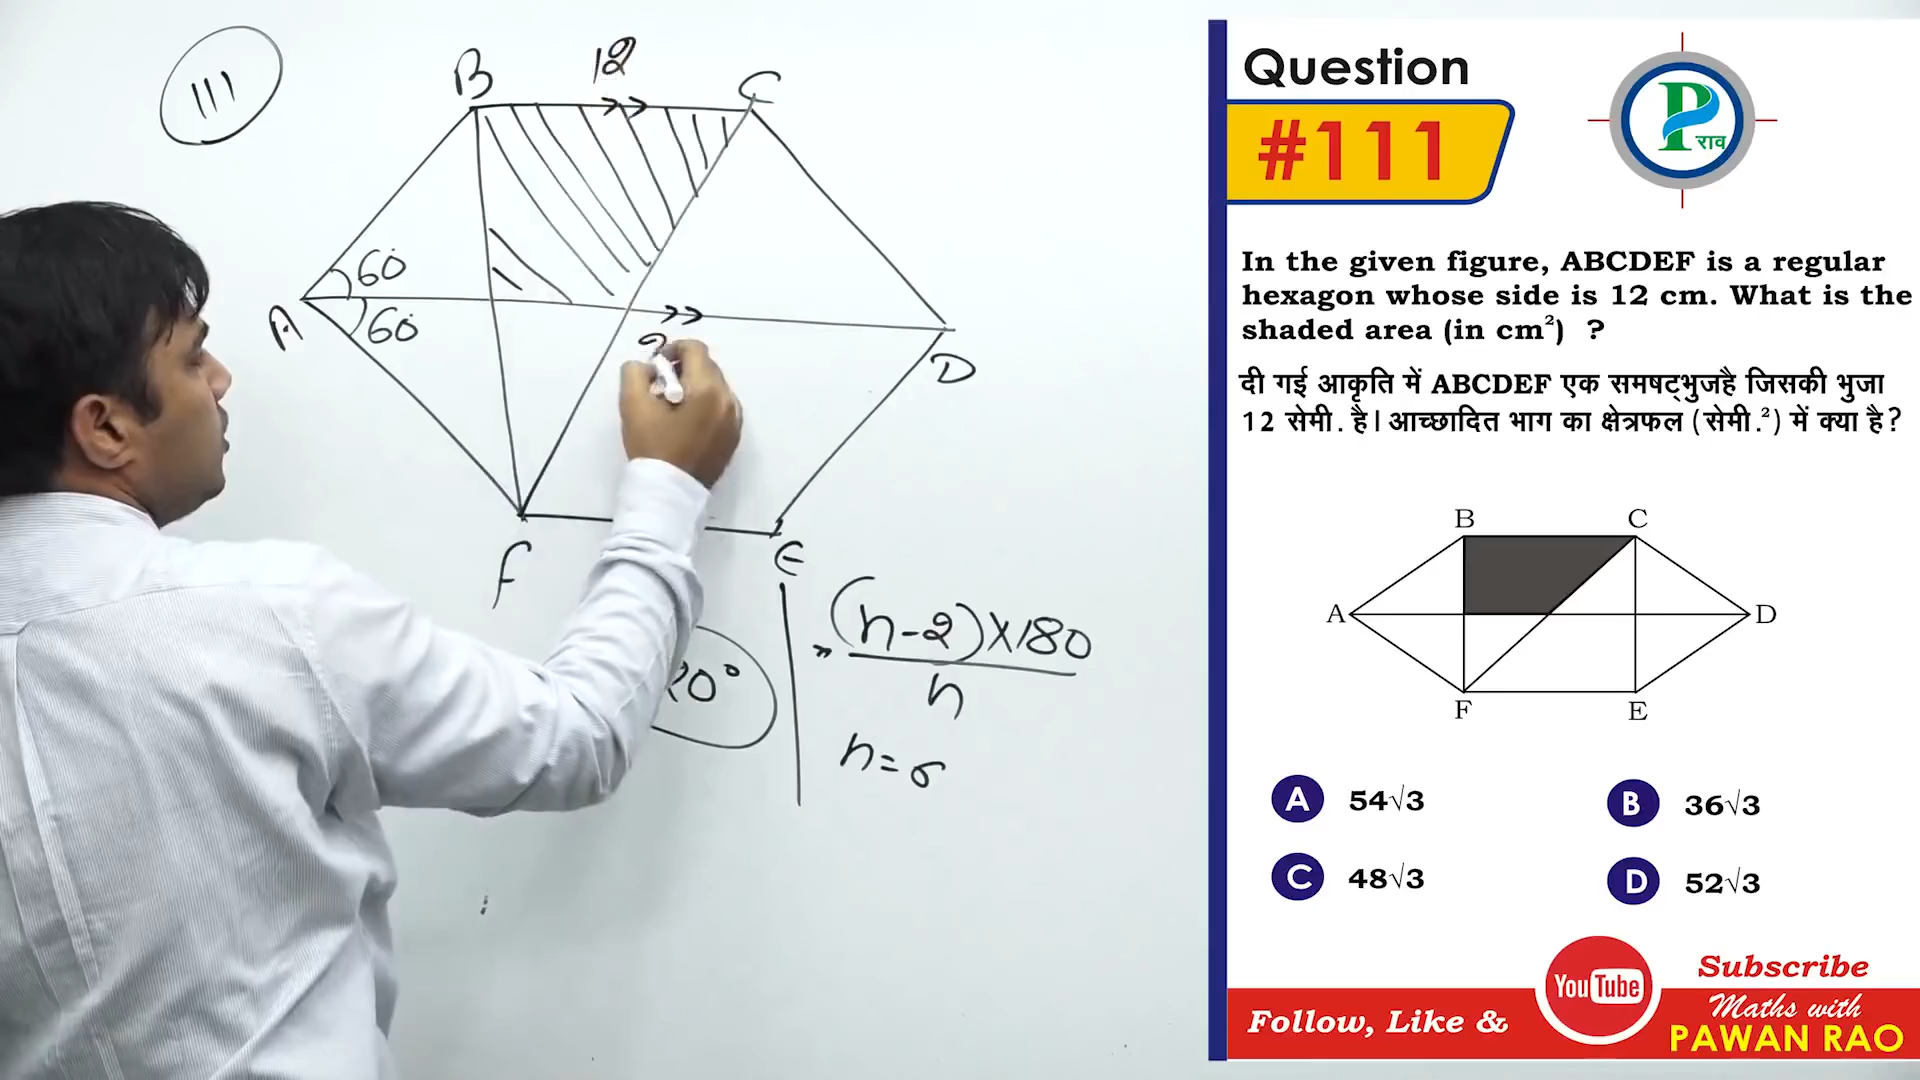 111
B
12
C
60°
A
60°
D
F
E
20°
(n-2)×180
n
n=6
Question
#111
P
राव
In the given figure, ABCDEF is a regular
hexagon whose side is 12 cm. What is the
shaded area (in cm²) ?
दी गई आकृति में ABCDEF एक समषट्भुजहै जिसकी भुजा
12 सेमी. है। आच्छादित भाग का क्षेत्रफल (सेमी.²) में क्या है?
B C
A D
F E
A 54√3
B 36√3
C 48√3
D 52√3
Follow, Like &
YouTube
Subscribe
Maths with
PAWAN RAO